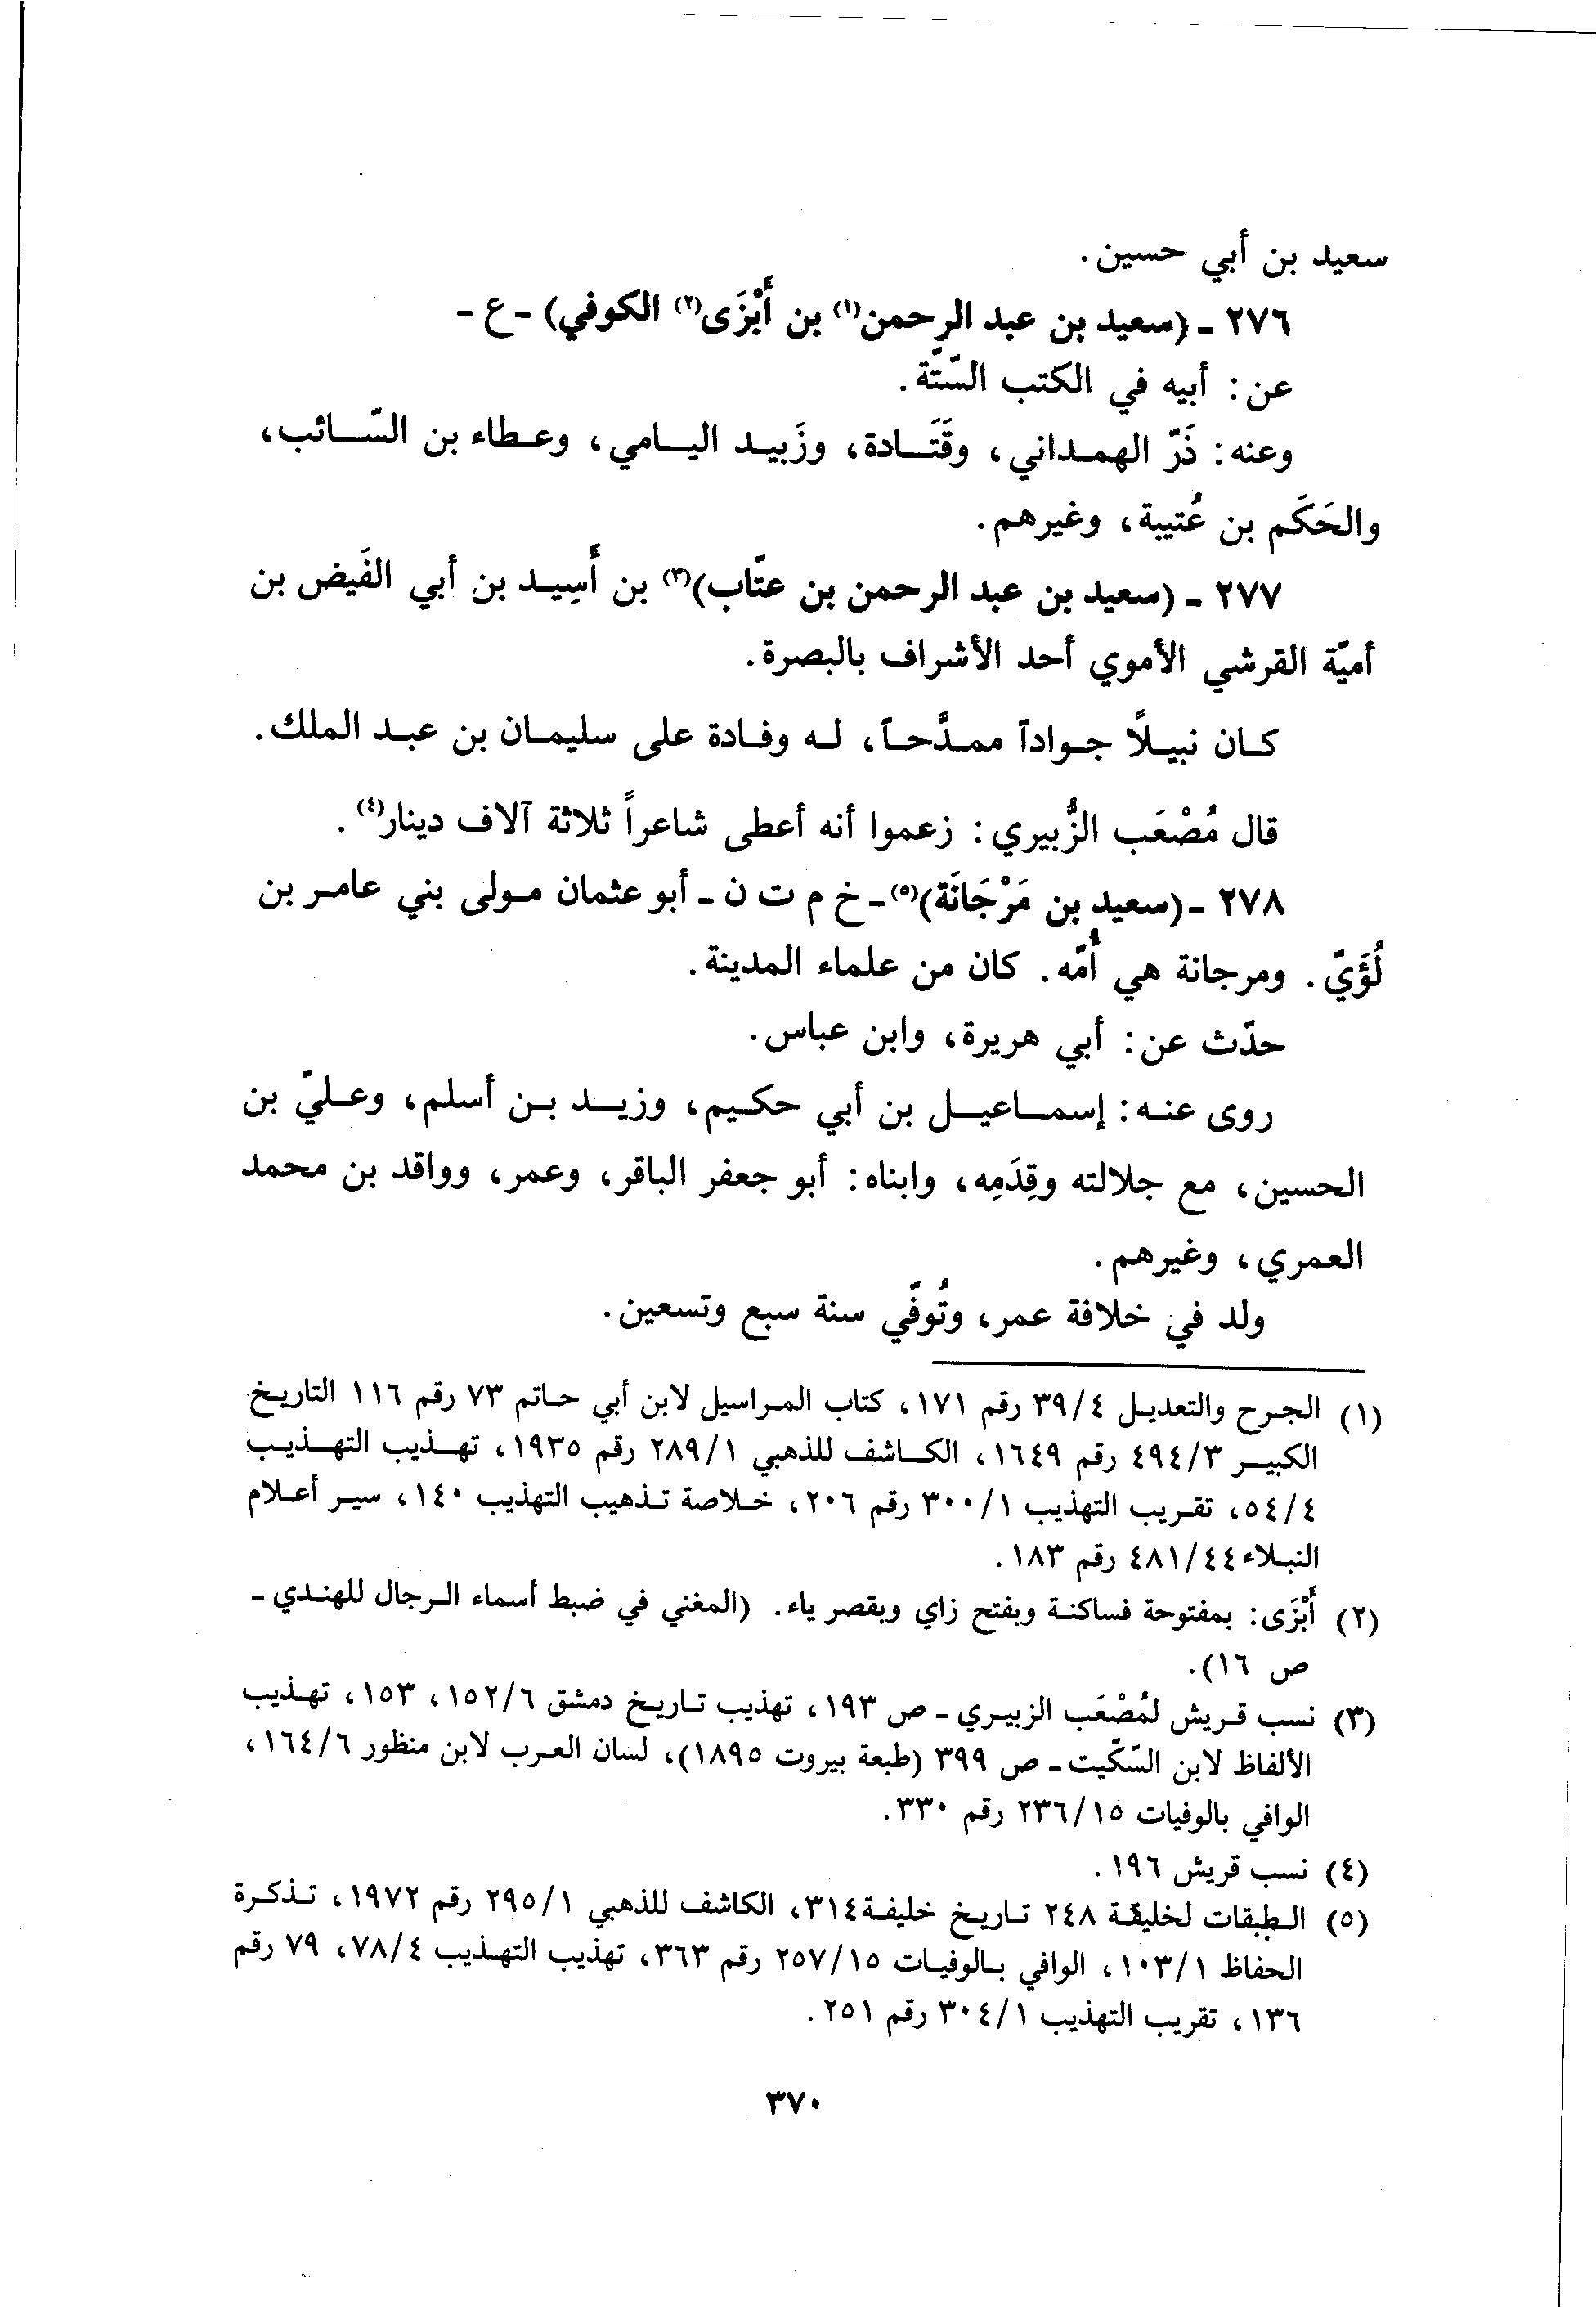 سعيد بن أبي حسين.
٢٧٦ ـ (سعيد بن عبد الرحمن(١) بن أَبْزَى(٢) الكوفي) -ع -
عن: أبيه في الكتب السّتّة.
وعنه: ذَرّ الهمداني، وقَتَادة، وزَبيد اليامي، وعطاء بن السّائب،
والحَكَم بن عُتيبة، وغيرهم.
٢٧٧ ـ (سعيد بن عبد الرحمن بن عتّاب)(٣) بن أَسِيد بن أبي الفَيض بن
أميّة القرشي الأموي أحد الأشراف بالبصرة.
كان نبيلًا جواداً ممدَّحاً، له وفادة على سليمان بن عبد الملك.
قال مُصْعَب الزُّبيري: زعموا أنه أعطى شاعراً ثلاثة آلاف دينار(٤).
٢٧٨ ـ (سعيد بن مَرْجَانَة)(٥) - خ م ت ن ـ أبو عثمان مولى بني عامر بن
لُؤَيّ. ومرجانة هي أُمّه. كان من علماء المدينة.
حدّث عن: أبي هريرة، وابن عباس.
روى عنه: إسماعيل بن أبي حكيم، وزيد بن أسلم، وعليّ بن
الحسين، مع جلالته وقِدَمِه، وابناه: أبو جعفر الباقر، وعمر، وواقد بن محمد
العمري، وغيرهم.
ولد في خلافة عمر، وتُوفّي سنة سبع وتسعين.
(١) الجرح والتعديل ٣٩/٤ رقم ١٧١، كتاب المراسيل لابن أبي حاتم ٧٣ رقم ١١٦ التاريخ
الكبير ٤٩٤/٣ رقم ١٦٤٩، الكاشف للذهبي ٢٨٩/١ رقم ١٩٣٥، تهذيب التهذيب
٥٤/٤، تقريب التهذيب ٣٠٠/١ رقم ٢٠٦، خلاصة تذهيب التهذيب ١٤٠، سير أعلام
النبلاء ٤٨١/٤٤ رقم ١٨٣.
(٢) أَبْزَى: بمفتوحة فساكنة وبفتح زاي وبقصر ياء. (المغني في ضبط أسماء الرجال للهندي ـ
ص ١٦).
(٣) نسب قريش لمُصْعَب الزبيري ـ ص ١٩٣، تهذيب تاريخ دمشق ١٥٢/٦، ١٥٣، تهذيب
الألفاظ لابن السّكّيت ـ ص ٣٩٩ (طبعة بيروت ١٨٩٥)، لسان العرب لابن منظور ١٦٤/٦،
الوافي بالوفيات ٢٣٦/١٥ رقم ٣٣٠.
(٤) نسب قريش ١٩٦.
(٥) الطبقات لخليفة ٢٤٨ تاريخ خليفة ٣١٤، الكاشف للذهبي ٢٩٥/١ رقم ١٩٧٢، تذكرة
الحفاظ ١٠٣/١، الوافي بالوفيات ٢٥٧/١٥ رقم ٣٦٣، تهذيب التهذيب ٧٨/٤، ٧٩ رقم
١٣٦، تقريب التهذيب ٣٠٤/١ رقم ٢٥١.
٣٧٠